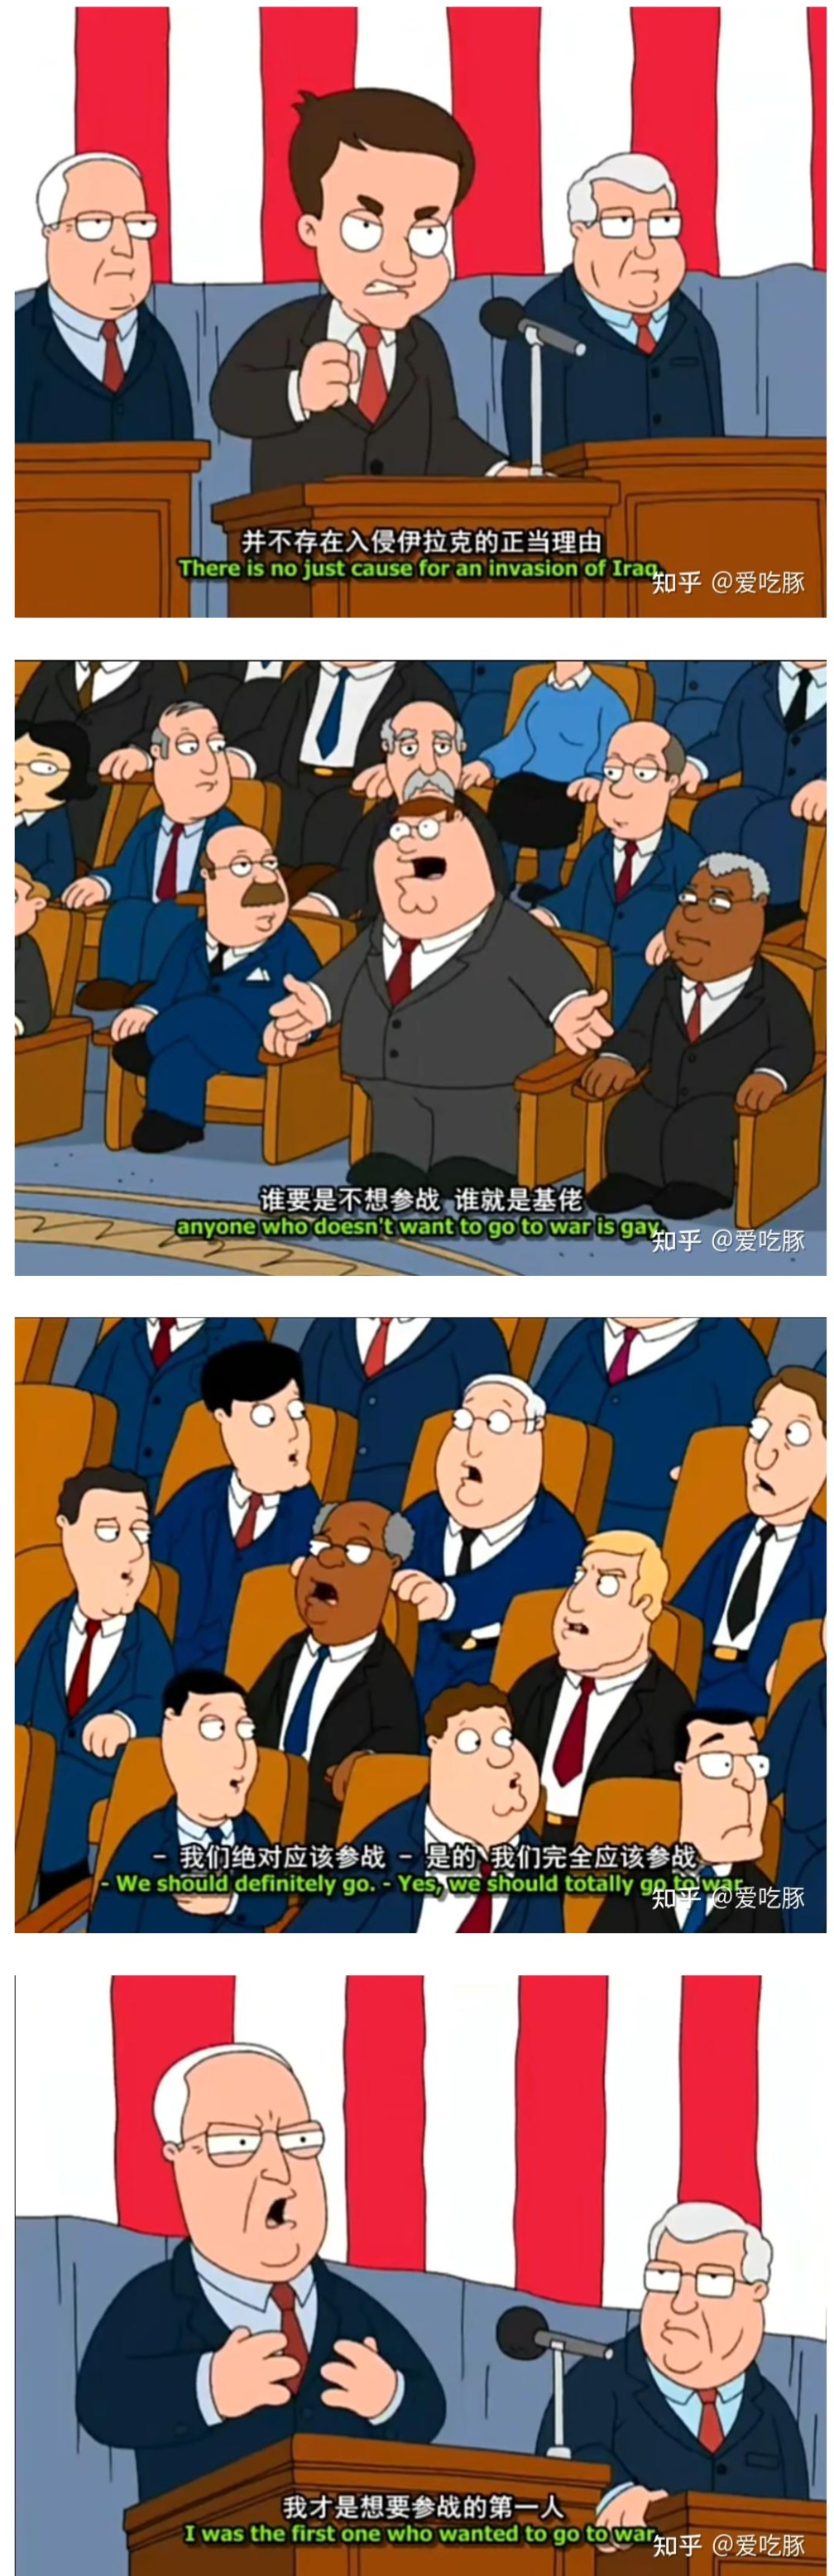 并不存在入侵伊拉克的正当理由
There is no just cause for an invasion of Iraq.
知乎 @爱吃豚
谁要是不想参战 谁就是基佬
anyone who doesn't want to go to war is gay.
知乎 @爱吃豚
- 我们绝对应该参战 - 是的 我们完全应该参战
- We should definitely go. - Yes, we should totally go to war.
知乎 @爱吃豚
我才是想要参战的第一人
I was the first one who wanted to go to war.
知乎 @爱吃豚